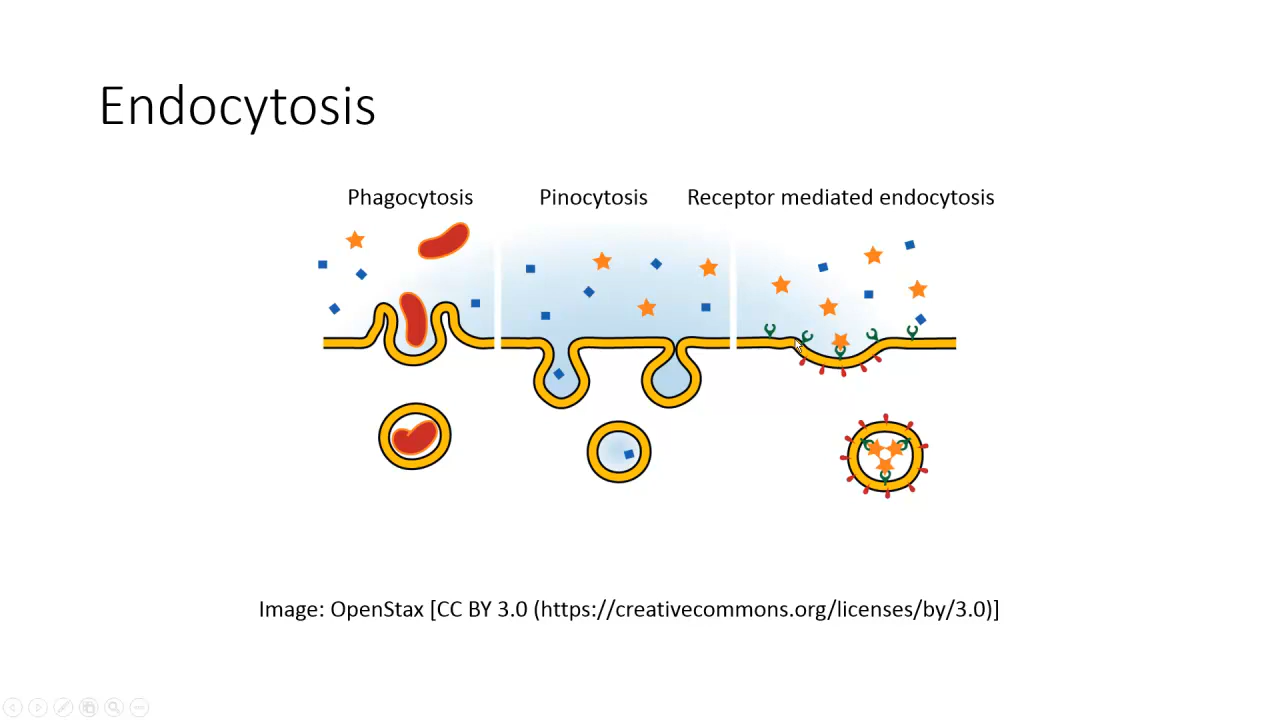 Endocytosis
Phagocytosis
Pinocytosis
Receptor mediated endocytosis
Image: OpenStax [CC BY 3.0 (https://creativecommons.org/licenses/by/3.0)]